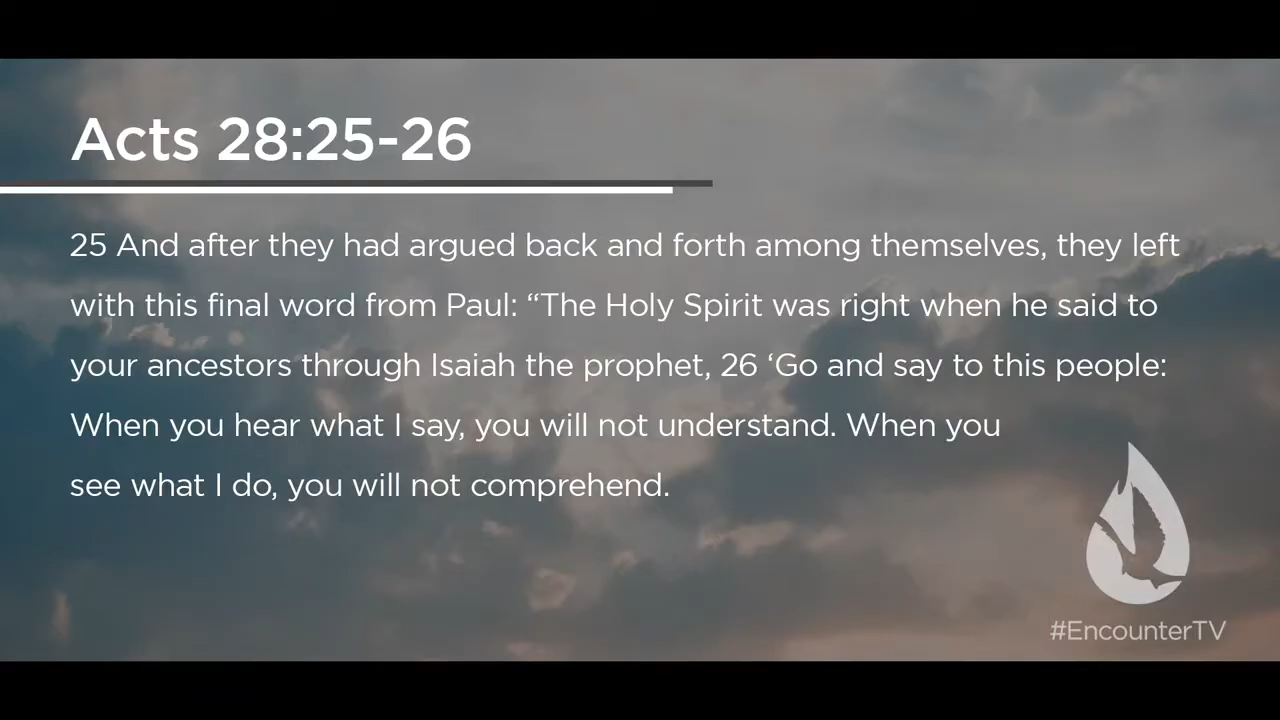 Acts 28:25-26
25 And after they had argued back and forth among themselves, they left
with this final word from Paul: “The Holy Spirit was right when he said to
your ancestors through Isaiah the prophet, 26 ‘Go and say to this people:
When you hear what I say, you will not understand. When you
see what I do, you will not comprehend.
#EncounterTV